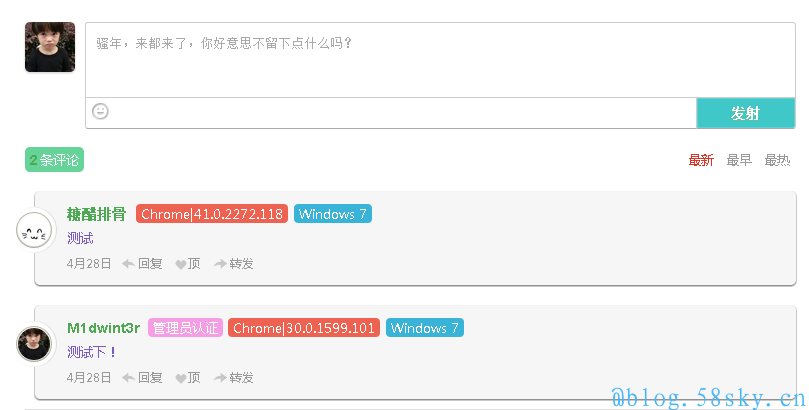 骚年，来都来了，你好意思不留下点什么吗？
发射
2条评论 最新 最早 最热
糖醋排骨 Chrome|41.0.2272.118 Windows 7
测试
4月28日 回复 顶 转发
M1dwint3r 管理员认证 Chrome|30.0.1599.101 Windows 7
测试下！
4月28日 回复 顶 转发
@blog.58sky.cn